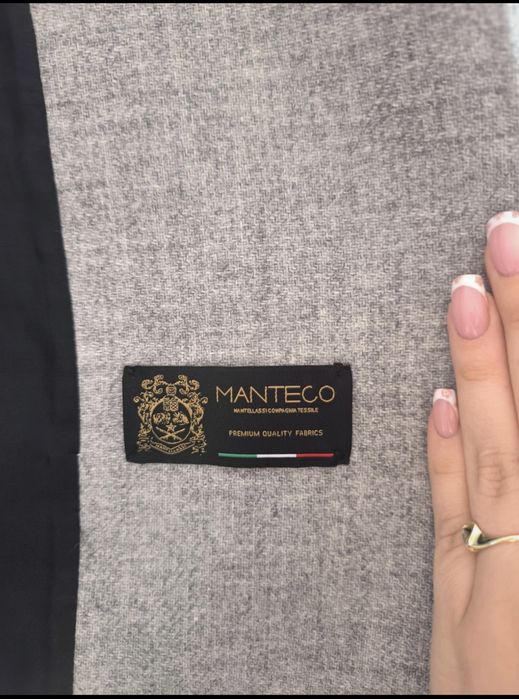 MANTECO
MANTELLASSI COMPAGNIA TESSILE
PREMIUM QUALITY FABRICS